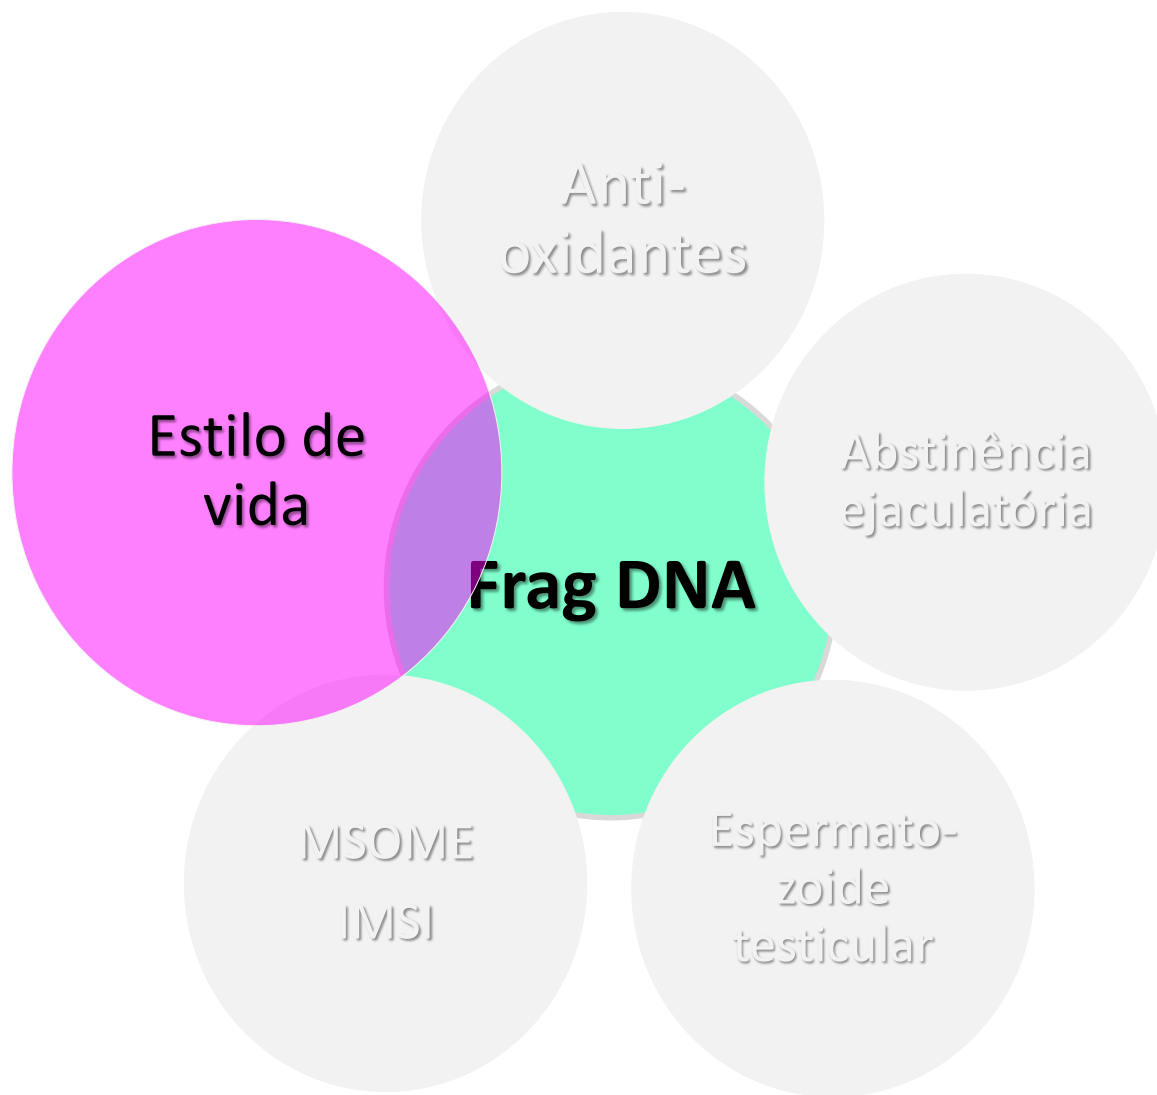 Anti-
oxidantes
Estilo de
vida
Abstinência
ejaculatória
Frag DNA
MSOME
IMSI
Espermato-
zoide
testicular